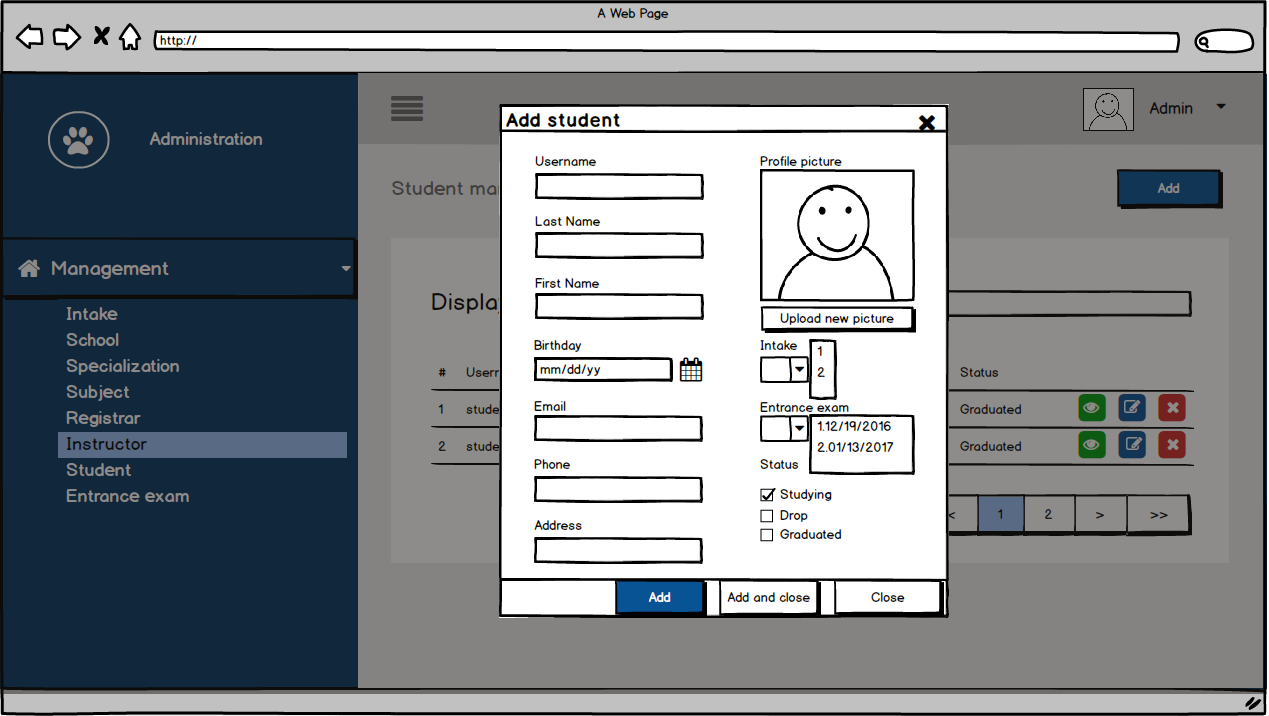 A Web Page
http://
Administration
Admin
Student ma
Add
Management
Intake
School
Specialization
Subject
Registrar
Instructor
Student
Entrance exam
Display
# Usern Status
1 stude Graduated
2 stude Graduated
< 1 2 > >>
Add student
Username
Last Name
First Name
Birthday
mm/dd/yy
Email
Phone
Address
Profile picture
Upload new picture
Intake
1
2
Entrance exam
1.12/19/2016
2.01/13/2017
Status
Studying
Drop
Graduated
Add
Add and close
Close